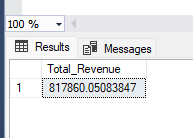 100 %
Results Messages
Total_Revenue
1 817860.05083847